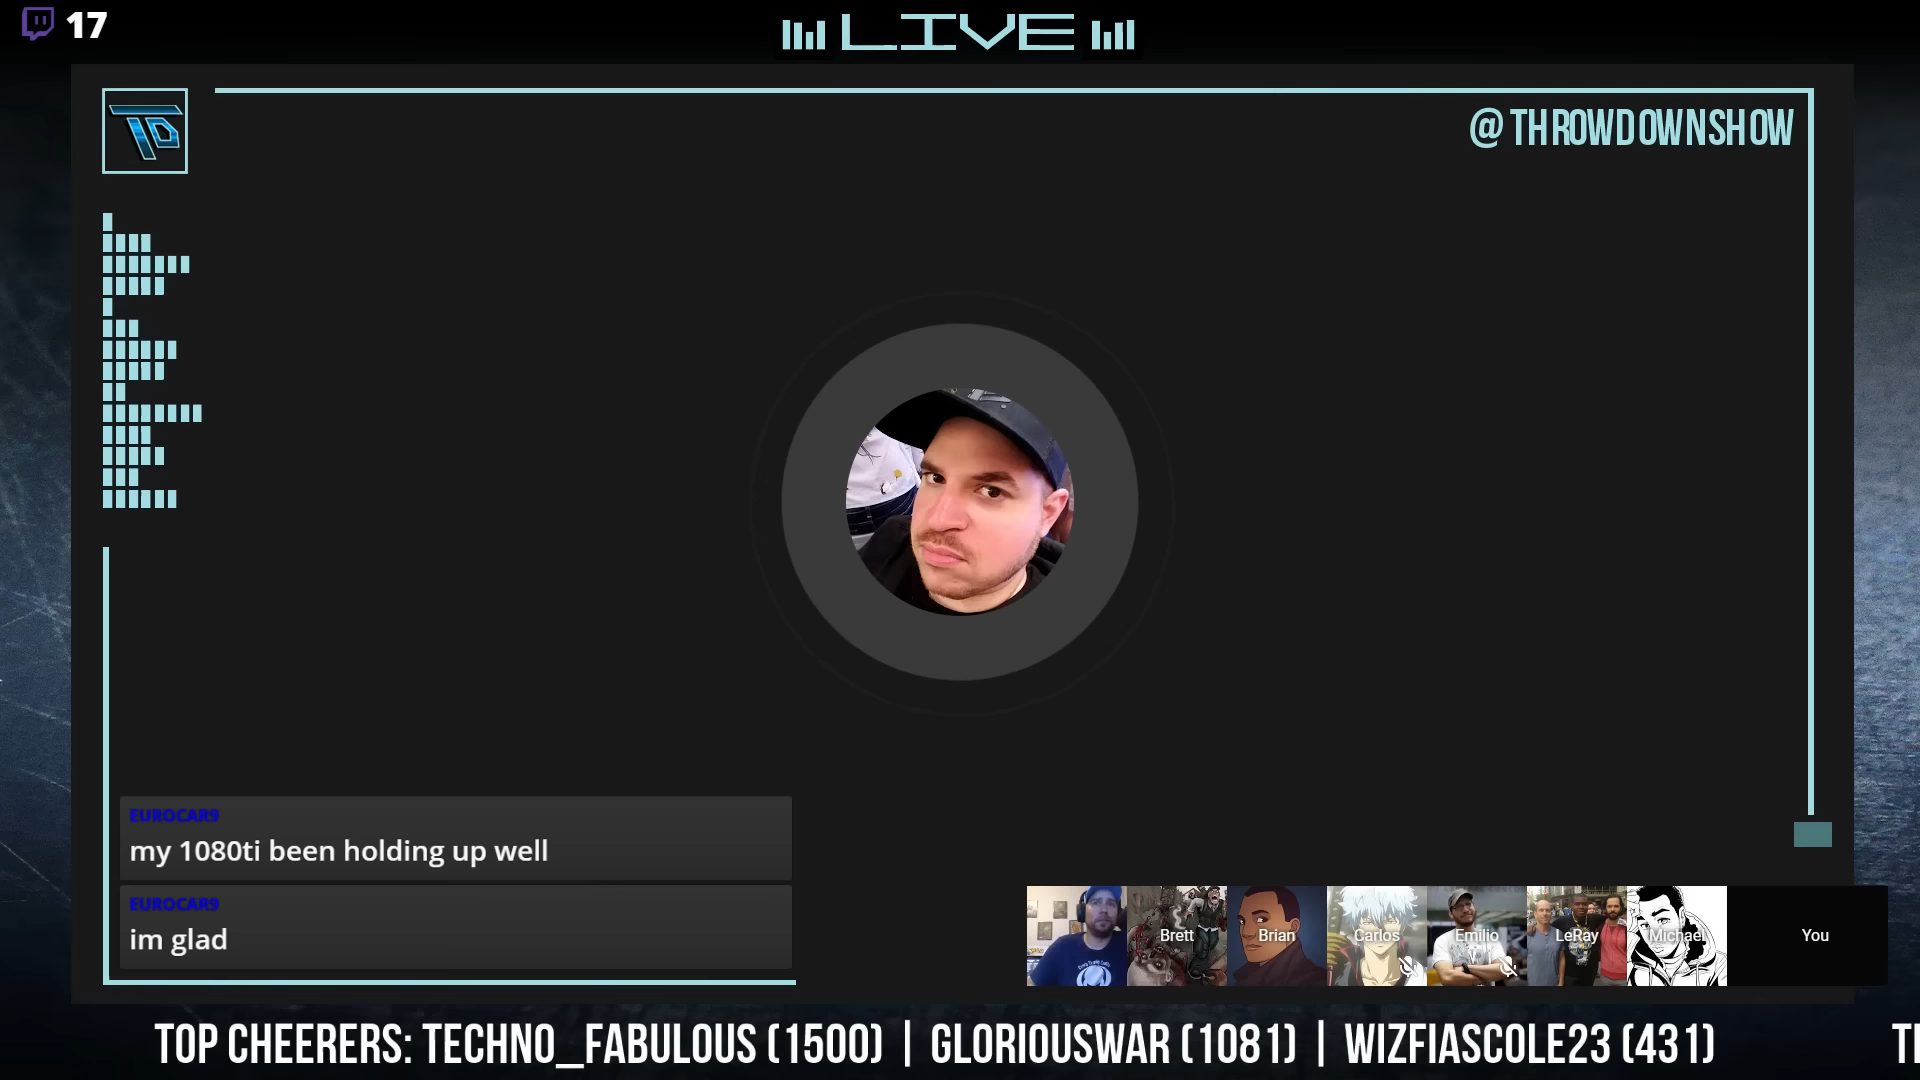 17
LIVE
TD
@THROWDOWNSHOW
EUROCAR9
my 1080ti been holding up well
EUROCAR9
im glad
Brett
Brian
Carlos
Emilio
LeRay
Michael
You
TOP CHEERERS: TECHNO_FABULOUS (1500) | GLORIOUSWAR (1081) | WIZFIASCOLE23 (431)